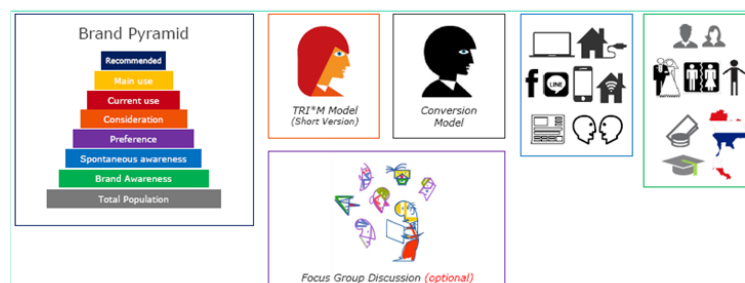 Brand Pyramid
Recommended
Main use
Current use
Consideration
Preference
Spontaneous awareness
Brand Awareness
Total Population
TRI*M Model
(Short Version)
Conversion
Model
f
LINE
Focus Group Discussion (optional)